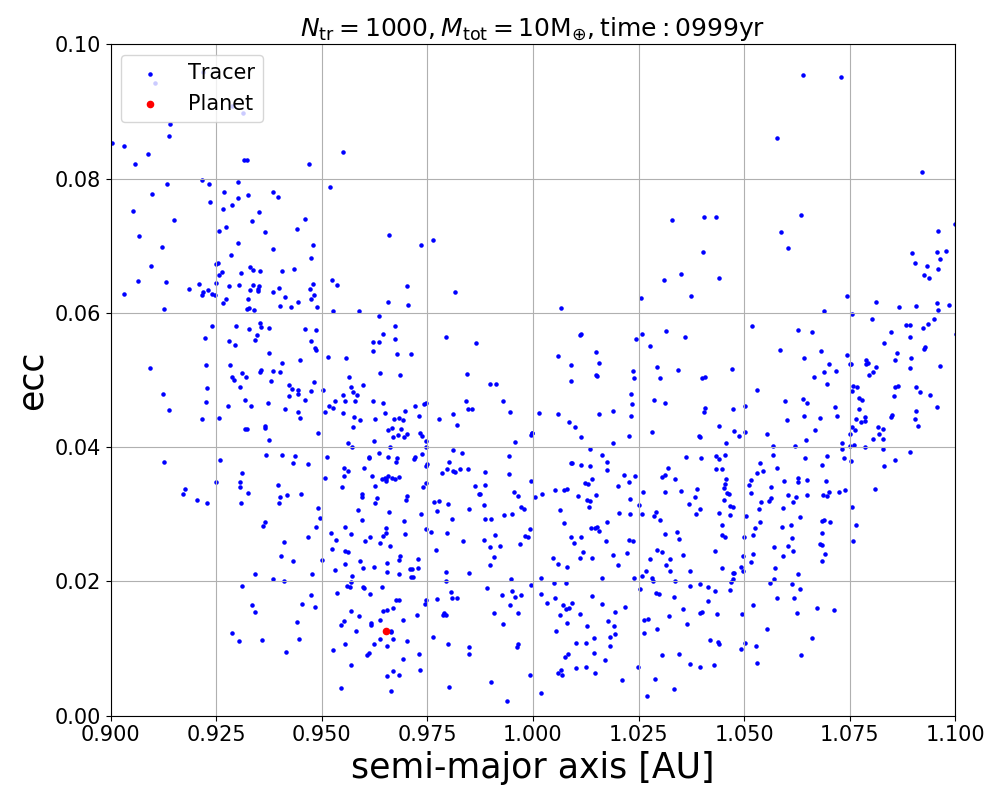 N_tr = 1000, M_tot = 10M_⊕, time : 0999yr
Tracer
Planet
0.10
0.08
0.06
0.04
0.02
0.00
ecc
0.900 0.925 0.950 0.975 1.000 1.025 1.050 1.075 1.100
semi-major axis [AU]